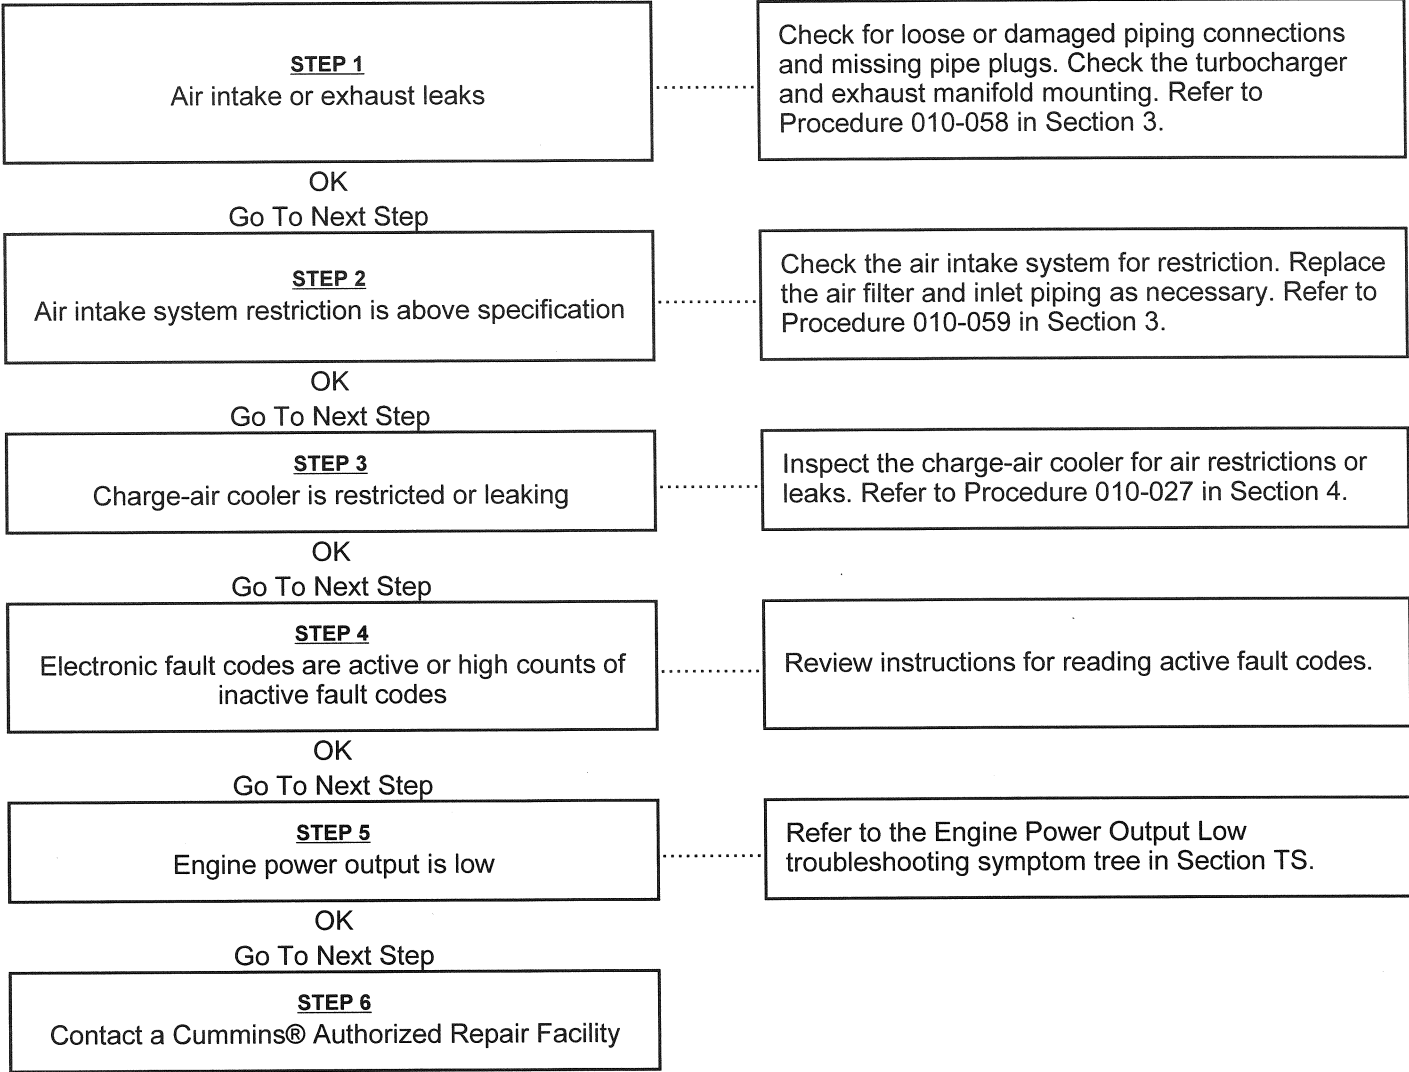 STEP 1
Air intake or exhaust leaks
Check for loose or damaged piping connections
and missing pipe plugs. Check the turbocharger
and exhaust manifold mounting. Refer to
Procedure 010-058 in Section 3.
OK
Go To Next Step
STEP 2
Air intake system restriction is above specification
Check the air intake system for restriction. Replace
the air filter and inlet piping as necessary. Refer to
Procedure 010-059 in Section 3.
OK
Go To Next Step
STEP 3
Charge-air cooler is restricted or leaking
Inspect the charge-air cooler for air restrictions or
leaks. Refer to Procedure 010-027 in Section 4.
OK
Go To Next Step
STEP 4
Electronic fault codes are active or high counts of
inactive fault codes
Review instructions for reading active fault codes.
OK
Go To Next Step
STEP 5
Engine power output is low
Refer to the Engine Power Output Low
troubleshooting symptom tree in Section TS.
OK
Go To Next Step
STEP 6
Contact a Cummins® Authorized Repair Facility